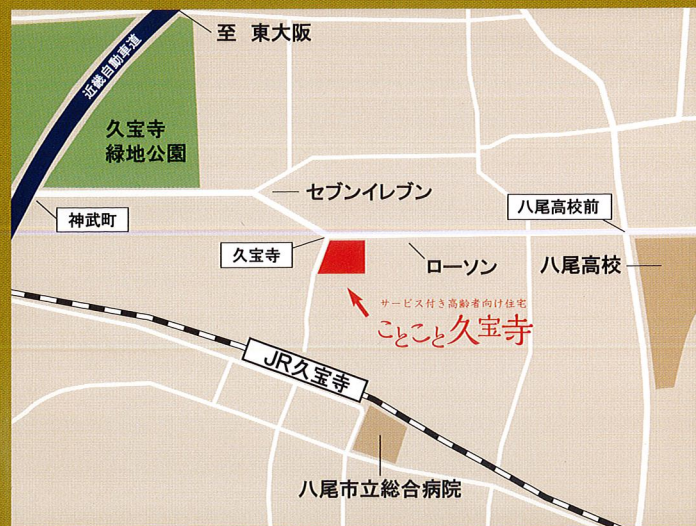 至 東大阪
近畿自動車道
久宝寺
緑地公園
セブンイレブン
神武町
八尾高校前
久宝寺
ローソン
八尾高校
サービス付き高齢者向け住宅
ことこと久宝寺
JR久宝寺
八尾市立総合病院